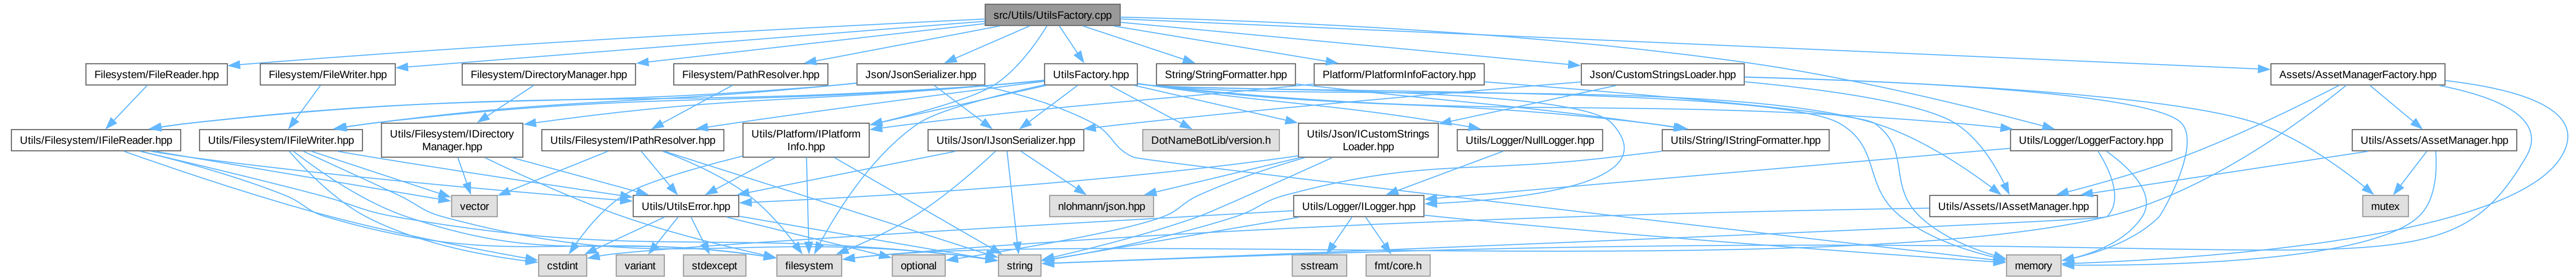 src/Utils/UtilsFactory.cpp
Filesystem/FileReader.hpp
Filesystem/FileWriter.hpp
Filesystem/DirectoryManager.hpp
Filesystem/PathResolver.hpp
Json/JsonSerializer.hpp
UtilsFactory.hpp
String/StringFormatter.hpp
Platform/PlatformInfoFactory.hpp
Json/CustomStringsLoader.hpp
Assets/AssetManagerFactory.hpp
Utils/Filesystem/IFileReader.hpp
Utils/Filesystem/IFileWriter.hpp
Utils/Filesystem/IDirectory
Manager.hpp
Utils/Filesystem/IPathResolver.hpp
Utils/Platform/IPlatform
Info.hpp
Utils/Json/IJsonSerializer.hpp
DotNameBotLib/version.h
Utils/Json/ICustomStrings
Loader.hpp
Utils/Logger/NullLogger.hpp
Utils/String/IStringFormatter.hpp
Utils/Logger/LoggerFactory.hpp
Utils/Assets/AssetManager.hpp
vector
Utils/UtilsError.hpp
nlohmann/json.hpp
Utils/Logger/ILogger.hpp
Utils/Assets/IAssetManager.hpp
mutex
cstdint
variant
stdexcept
filesystem
optional
string
sstream
fmt/core.h
memory